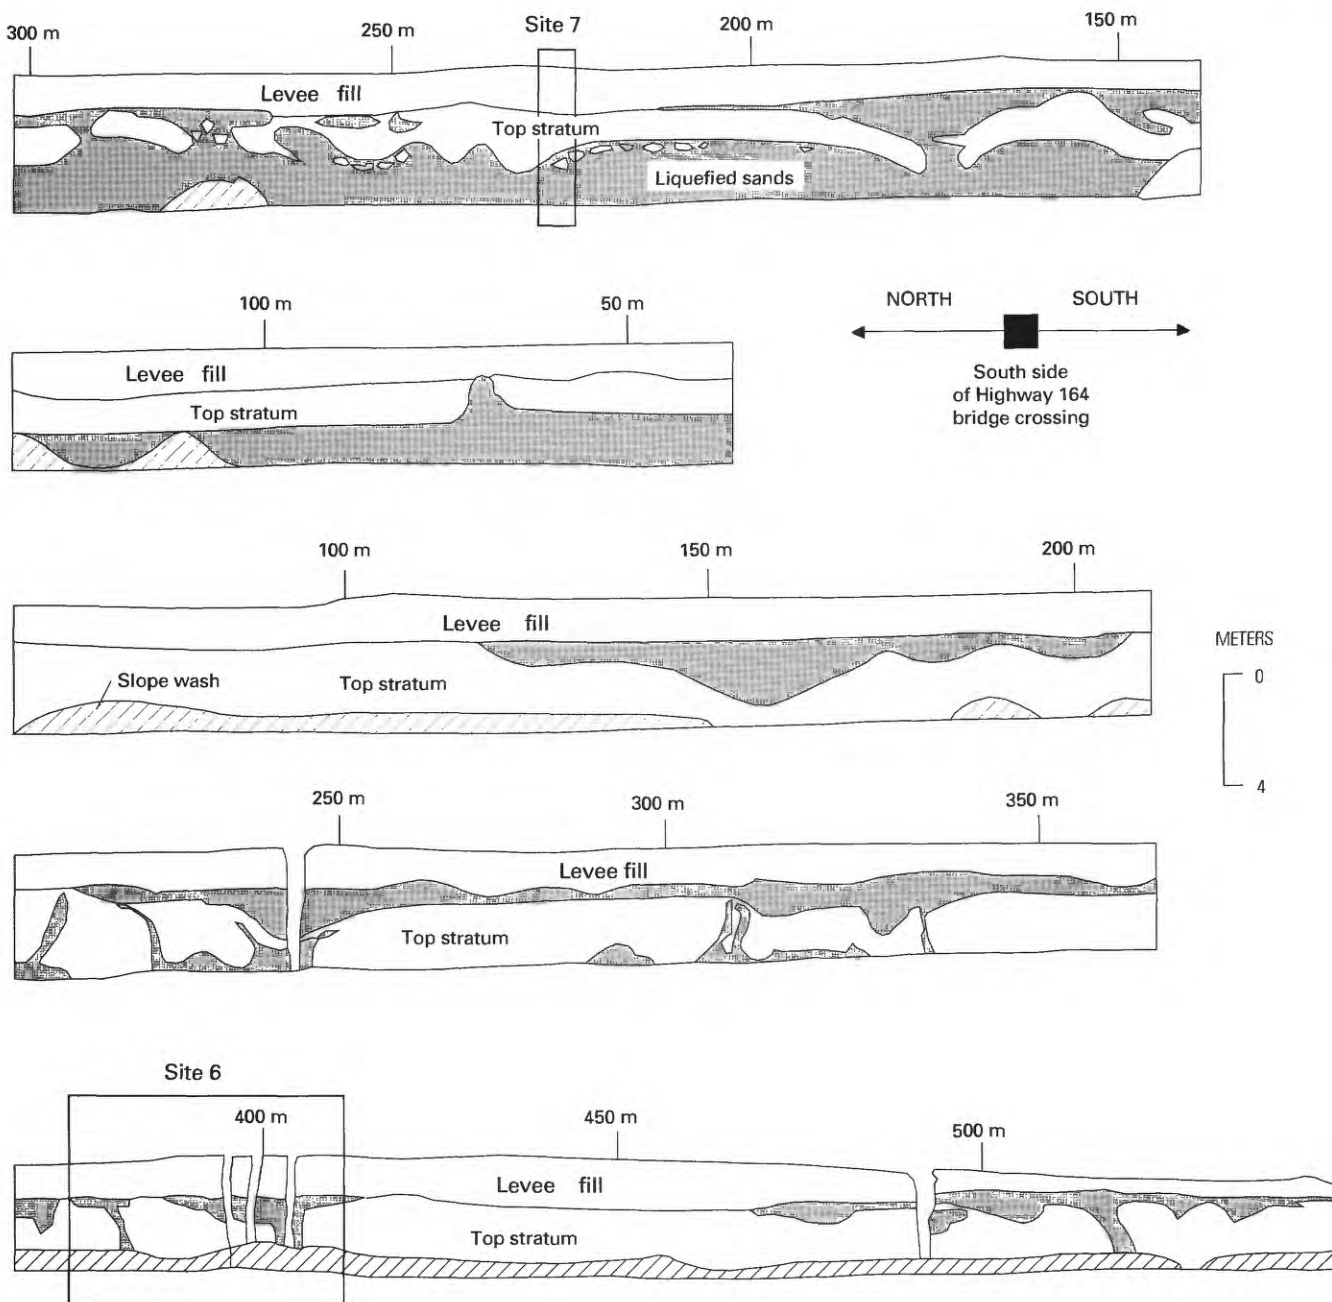 300 m
250 m
Site 7
200 m
150 m
Levee fill
Top stratum
Liquefied sands
100 m
50 m
Levee fill
Top stratum
NORTH
SOUTH
South side
of Highway 164
bridge crossing
100 m
150 m
200 m
Levee fill
Slope wash
Top stratum
METERS
0
4
250 m
300 m
350 m
Levee fill
Top stratum
Site 6
400 m
450 m
500 m
Levee fill
Top stratum